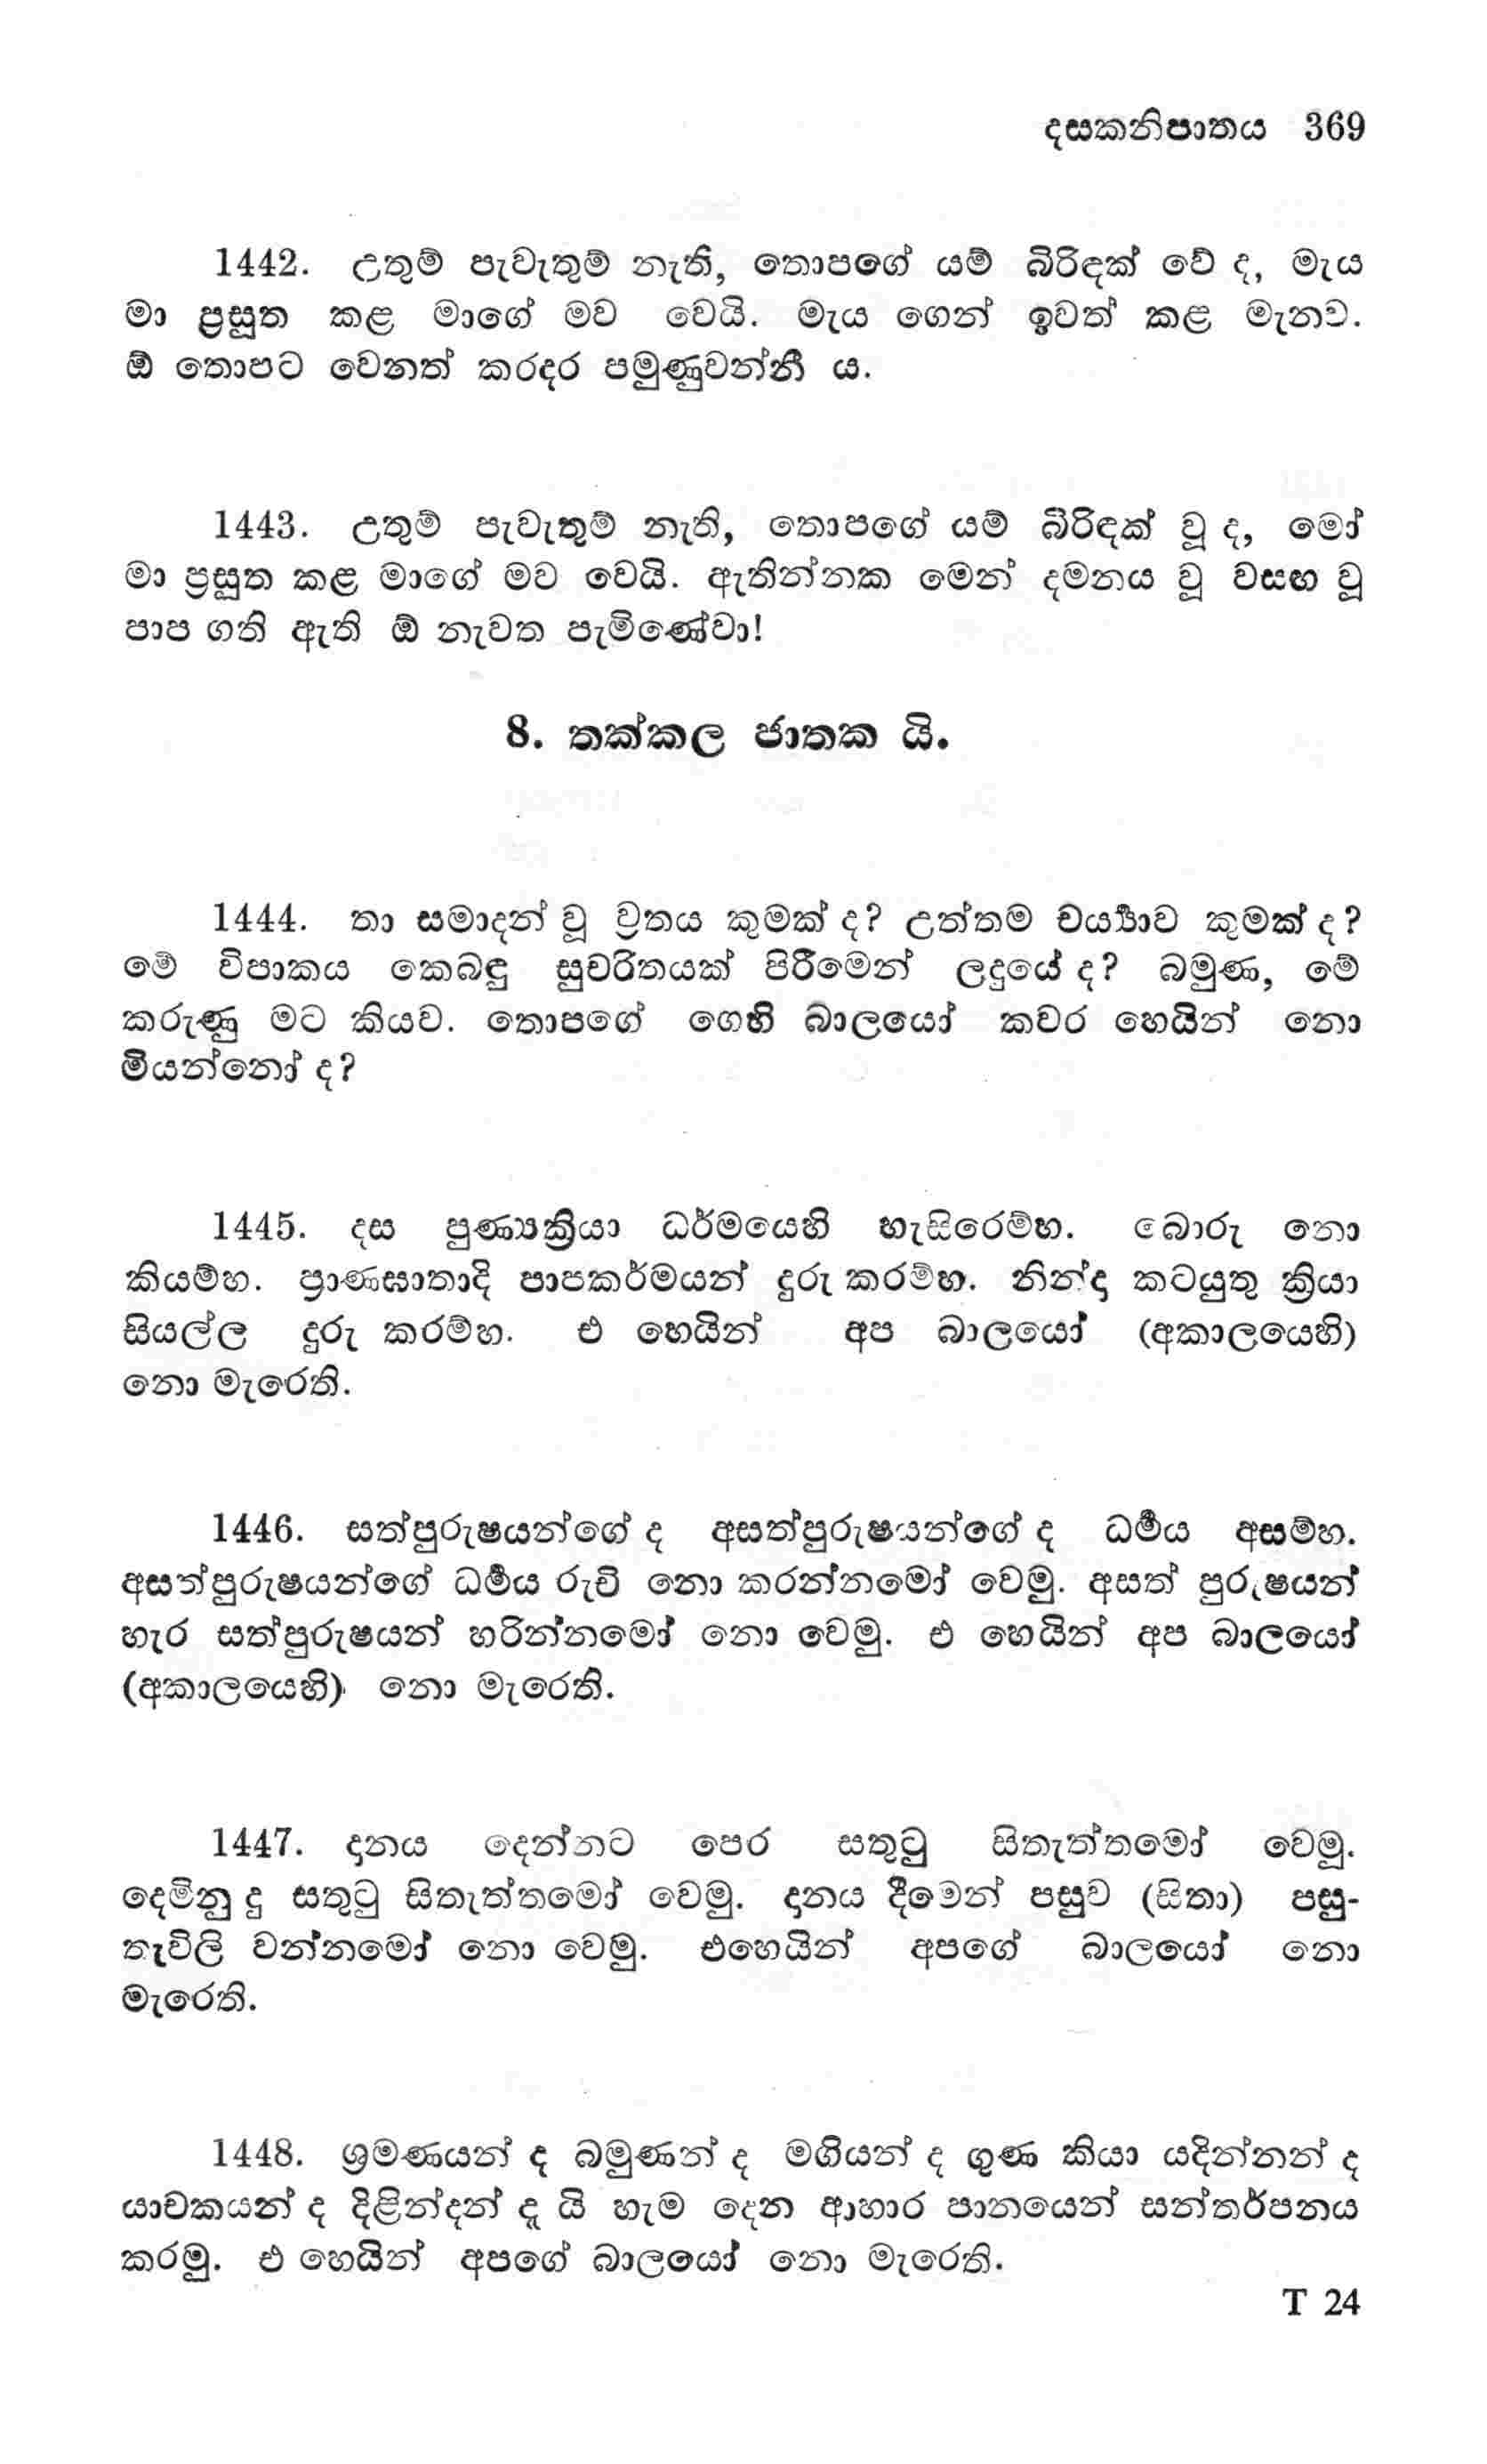 දසකනිපාතය 369
1442. උතුම් පැවැතුම් නැති, තොපගේ යම් බිරිඳක් වේ ද, මැය
මා ප්‍රසූත කළ මාගේ මව වෙයි. මැය ගෙන් ඉවත් කළ මැනව.
ඕ තොපට වෙනත් කරදර පමුණුවන්නී ය.
1443. උතුම් පැවැතුම් නැති, තොපගේ යම් බිරිඳක් වූ ද, මෝ
මා ප්‍රසූත කළ මාගේ මව වෙයි. ඇතින්නක මෙන් දමනය වූ වසඟ වූ
පාප ගති ඇති ඕ නැවත පැමිණේවා!
8. තක්කල ජාතක යි.
1444. තා සමාදන් වූ ව්‍රතය කුමක් ද? උත්තම චර්‍ය්‍යාව කුමක් ද?
මේ විපාකය කෙබඳු සුචරිතයක් පිරීමෙන් ලදුයේ ද? බමුණ, මේ
කරුණු මට කියව. තොපගේ ගෙහි බාලයෝ කවර හෙයින් නො
මියන්නෝ ද?
1445. දස පුණ්‍යක්‍රියා ධර්මයෙහි හැසිරෙම්හ. බොරු නො
කියම්හ. ප්‍රාණඝාතාදි පාපකර්මයන් දුරු කරම්හ. නින්දා කටයුතු ක්‍රියා
සියල්ල දුරු කරම්හ. එ හෙයින් අප බාලයෝ (අකාලයෙහි)
නො මැරෙති.
1446. සත්පුරුෂයන්ගේ ද අසත්පුරුෂයන්ගේ ද ධර්‍මය අසම්හ.
අසත්පුරුෂයන්ගේ ධර්‍මය රුචි නො කරන්නමෝ වෙමු. අසත් පුරුෂයන්
හැර සත්පුරුෂයන් හරින්නමෝ නො වෙමු. එ හෙයින් අප බාලයෝ
(අකාලයෙහි) නො මැරෙති.
1447. දානය දෙන්නට පෙර සතුටු සිතැත්තමෝ වෙමු.
දෙමිනු දු සතුටු සිතැත්තමෝ වෙමු. දානය දීමෙන් පසුව (සිතා) පසු-
තැවිලි වන්නමෝ නො වෙමු. එහෙයින් අපගේ බාලයෝ නො
මැරෙති.
1448. ශ්‍රමණයන් ද බමුණන් ද මගියන් ද ගුණ කියා යදින්නන් ද
යාචකයන් ද දිළින්දන් දැ යි හැම දෙන ආහාර පානයෙන් සන්තර්පනය
කරමු. එ හෙයින් අපගේ බාලයෝ නො මැරෙති.
T 24